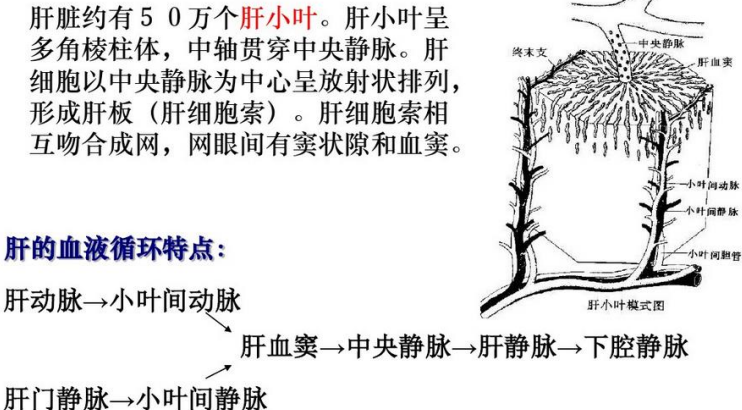 肝脏约有５０万个肝小叶。肝小叶呈
多角棱柱体，中轴贯穿中央静脉。肝
细胞以中央静脉为中心呈放射状排列，
形成肝板（肝细胞索）。肝细胞索相
互吻合成网，网眼间有窦状隙和血窦。
中央静脉
终末支
肝血窦
小叶间动脉
小叶间静脉
小叶间胆管
肝小叶模式图
肝的血液循环特点：
肝动脉→小叶间动脉
肝血窦→中央静脉→肝静脉→下腔静脉
肝门静脉→小叶间静脉